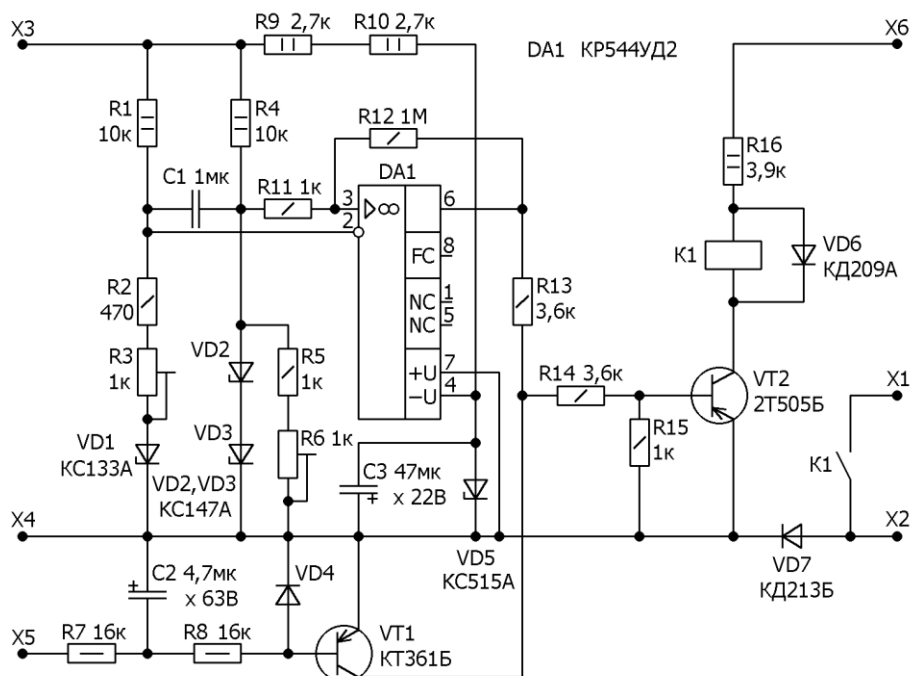 X3
R9 2,7к
R10 2,7к
DA1 КР544УД2
X6
R1
10к
R4
10к
R12 1М
R16
3,9к
C1 1мк
R11 1к
DA1
3
2
▷∞
6
FC
8
K1
VD6
КД209А
R2
470
NC
1
NC
5
R13
3,6к
R3
1к
VD2
R5
1к
+U
7
−U
4
R14 3,6к
VT2
2Т505Б
X1
VD1
КС133А
VD3
R6 1к
R15
1к
K1
VD2,VD3
КС147А
C3 47мк
+
x 22В
X4
X2
VD5
КС515А
VD7
КД213Б
+
C2 4,7мк
x 63В
VD4
X5
R7 16к
R8 16к
VT1
КТ361Б